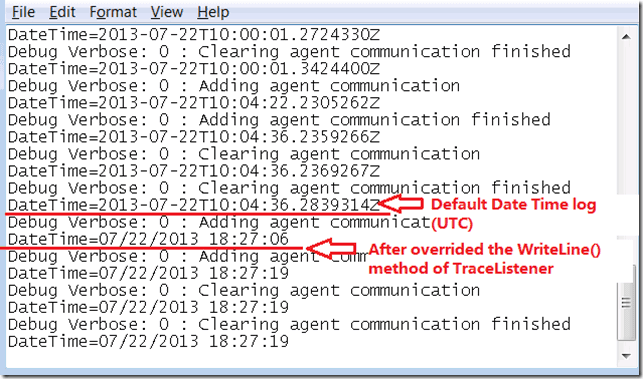 File Edit Format View Help
DateTime=2013-07-22T10:00:01.2724330Z
Debug Verbose: 0 : Clearing agent communication finished
DateTime=2013-07-22T10:00:01.3424400Z
Debug Verbose: 0 : Adding agent communication
DateTime=2013-07-22T10:04:22.2305262Z
Debug Verbose: 0 : Adding agent communication finished
DateTime=2013-07-22T10:04:36.2359266Z
Debug Verbose: 0 : Clearing agent communication
DateTime=2013-07-22T10:04:36.2369267Z
Debug Verbose: 0 : Clearing agent communication finished
DateTime=2013-07-22T10:04:36.2839314Z
Default Date Time log
(UTC)
Debug Verbose: 0 : Adding agent communicat
DateTime=07/22/2013 18:27:06
After overrided the WriteLine()
method of TraceListener
Debug Verbose: 0 : Adding agent comm
DateTime=07/22/2013 18:27:19
Debug Verbose: 0 : Clearing agent communication
DateTime=07/22/2013 18:27:19
Debug Verbose: 0 : Clearing agent communication finished
DateTime=07/22/2013 18:27:19